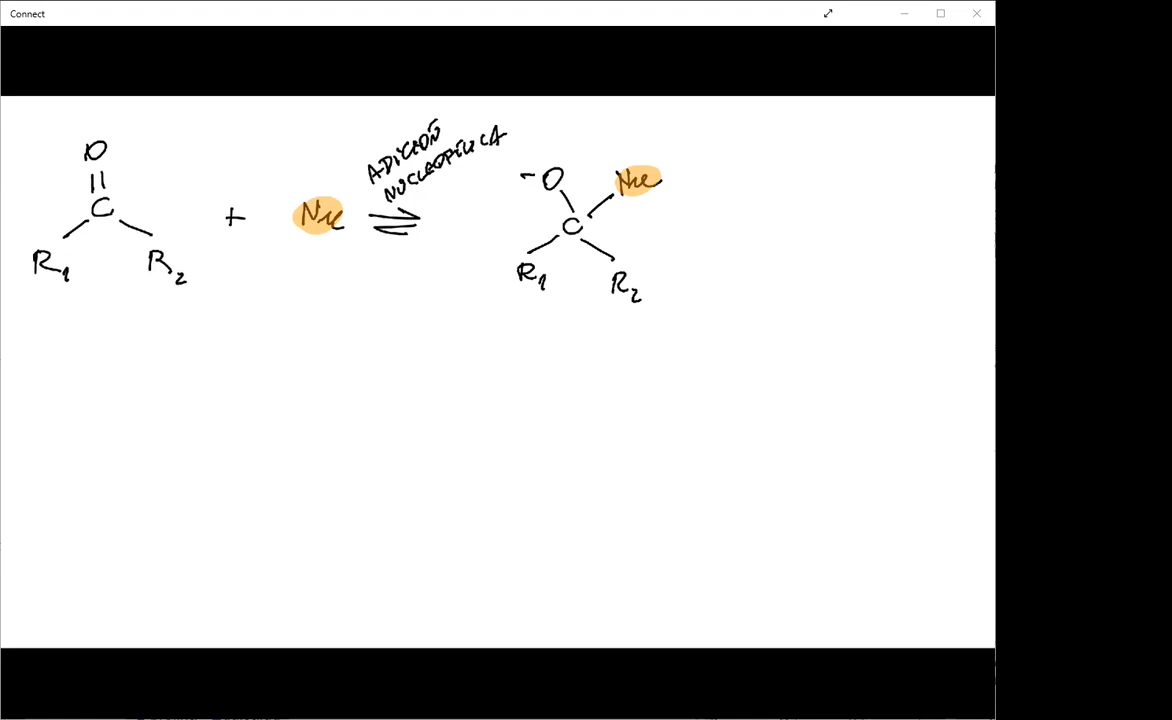 Connect
O
C
R1 R2
+ Nu ⇌
ADICIÓN
NUCLEOFÍLICA
-O Nu
C
R1 R2